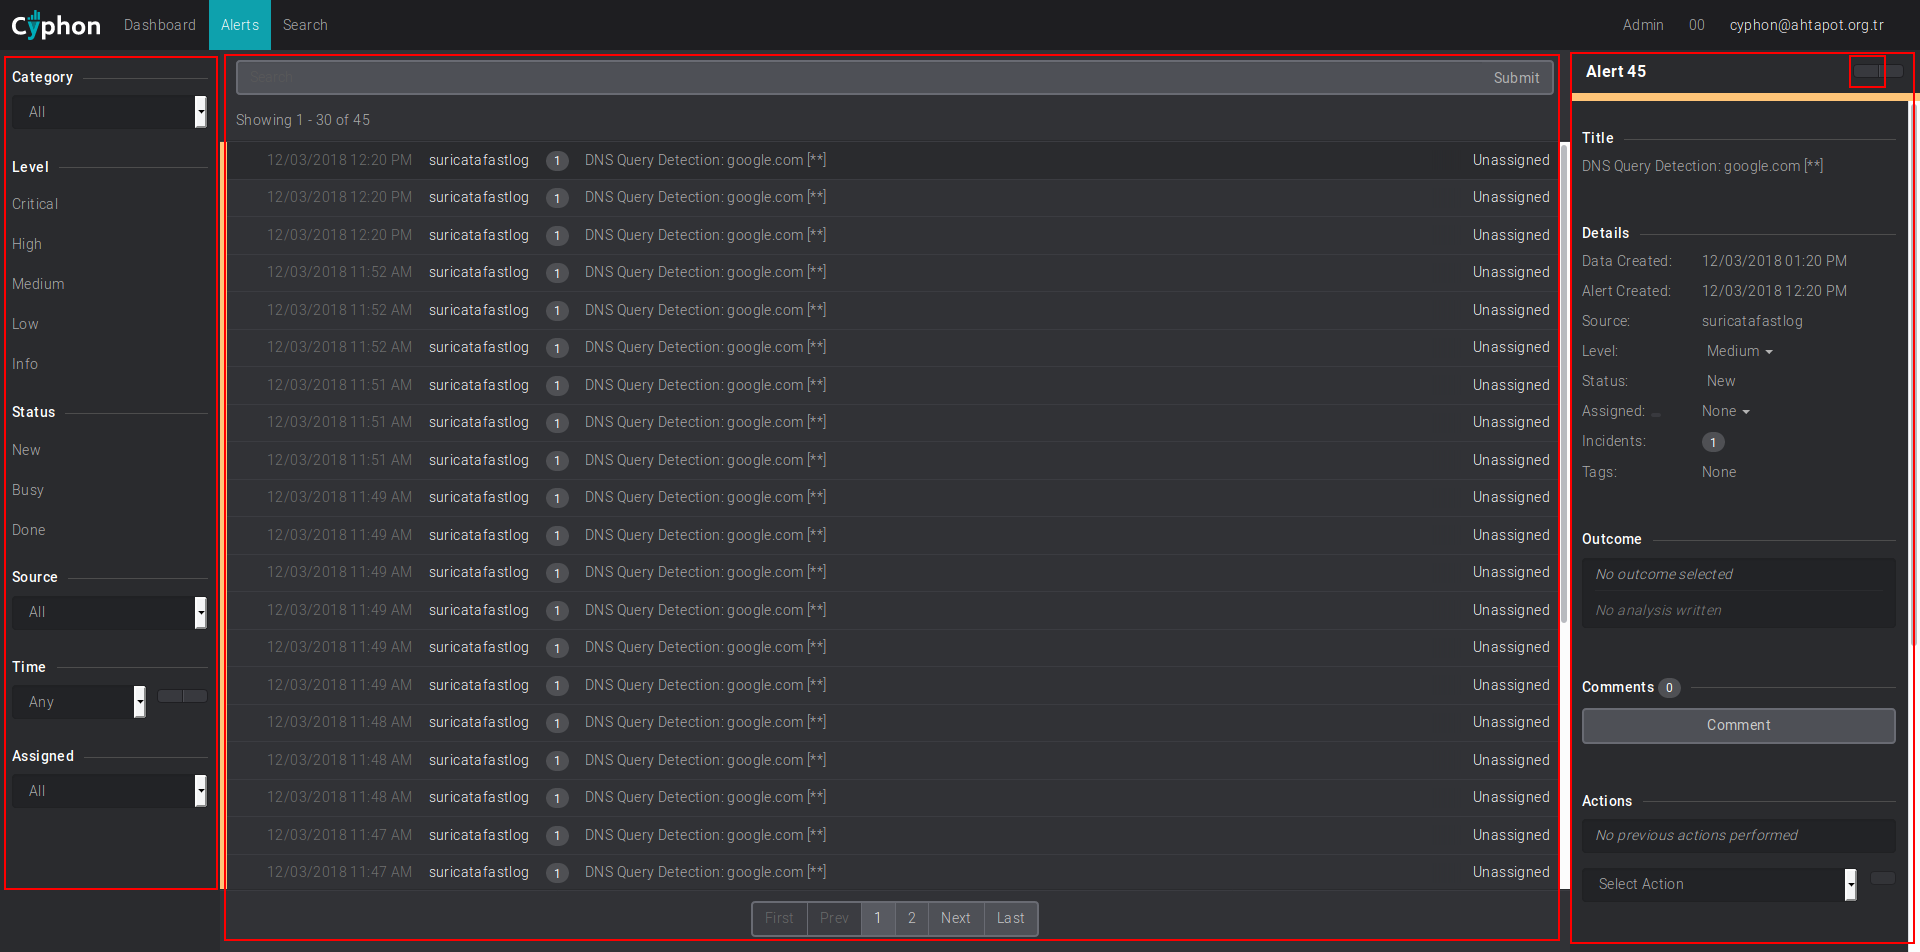 Cyphon Dashboard Alerts Search Admin 00 cyphon@ahtapot.org.tr
Category
All
Level
Critical
High
Medium
Low
Info
Status
New
Busy
Done
Source
All
Time
Any
Assigned
All
Search Submit
Showing 1 - 30 of 45
12/03/2018 12:20 PM suricatafastlog 1 DNS Query Detection: google.com [**] Unassigned
12/03/2018 12:20 PM suricatafastlog 1 DNS Query Detection: google.com [**] Unassigned
12/03/2018 12:20 PM suricatafastlog 1 DNS Query Detection: google.com [**] Unassigned
12/03/2018 11:52 AM suricatafastlog 1 DNS Query Detection: google.com [**] Unassigned
12/03/2018 11:52 AM suricatafastlog 1 DNS Query Detection: google.com [**] Unassigned
12/03/2018 11:52 AM suricatafastlog 1 DNS Query Detection: google.com [**] Unassigned
12/03/2018 11:51 AM suricatafastlog 1 DNS Query Detection: google.com [**] Unassigned
12/03/2018 11:51 AM suricatafastlog 1 DNS Query Detection: google.com [**] Unassigned
12/03/2018 11:51 AM suricatafastlog 1 DNS Query Detection: google.com [**] Unassigned
12/03/2018 11:49 AM suricatafastlog 1 DNS Query Detection: google.com [**] Unassigned
12/03/2018 11:49 AM suricatafastlog 1 DNS Query Detection: google.com [**] Unassigned
12/03/2018 11:49 AM suricatafastlog 1 DNS Query Detection: google.com [**] Unassigned
12/03/2018 11:49 AM suricatafastlog 1 DNS Query Detection: google.com [**] Unassigned
12/03/2018 11:49 AM suricatafastlog 1 DNS Query Detection: google.com [**] Unassigned
12/03/2018 11:49 AM suricatafastlog 1 DNS Query Detection: google.com [**] Unassigned
12/03/2018 11:48 AM suricatafastlog 1 DNS Query Detection: google.com [**] Unassigned
12/03/2018 11:48 AM suricatafastlog 1 DNS Query Detection: google.com [**] Unassigned
12/03/2018 11:48 AM suricatafastlog 1 DNS Query Detection: google.com [**] Unassigned
12/03/2018 11:47 AM suricatafastlog 1 DNS Query Detection: google.com [**] Unassigned
12/03/2018 11:47 AM suricatafastlog 1 DNS Query Detection: google.com [**] Unassigned
First Prev 1 2 Next Last
Alert 45
Title
DNS Query Detection: google.com [**]
Details
Data Created: 12/03/2018 01:20 PM
Alert Created: 12/03/2018 12:20 PM
Source: suricatafastlog
Level: Medium
Status: New
Assigned: None
Incidents: 1
Tags: None
Outcome
No outcome selected
No analysis written
Comments 0
Comment
Actions
No previous actions performed
Select Action